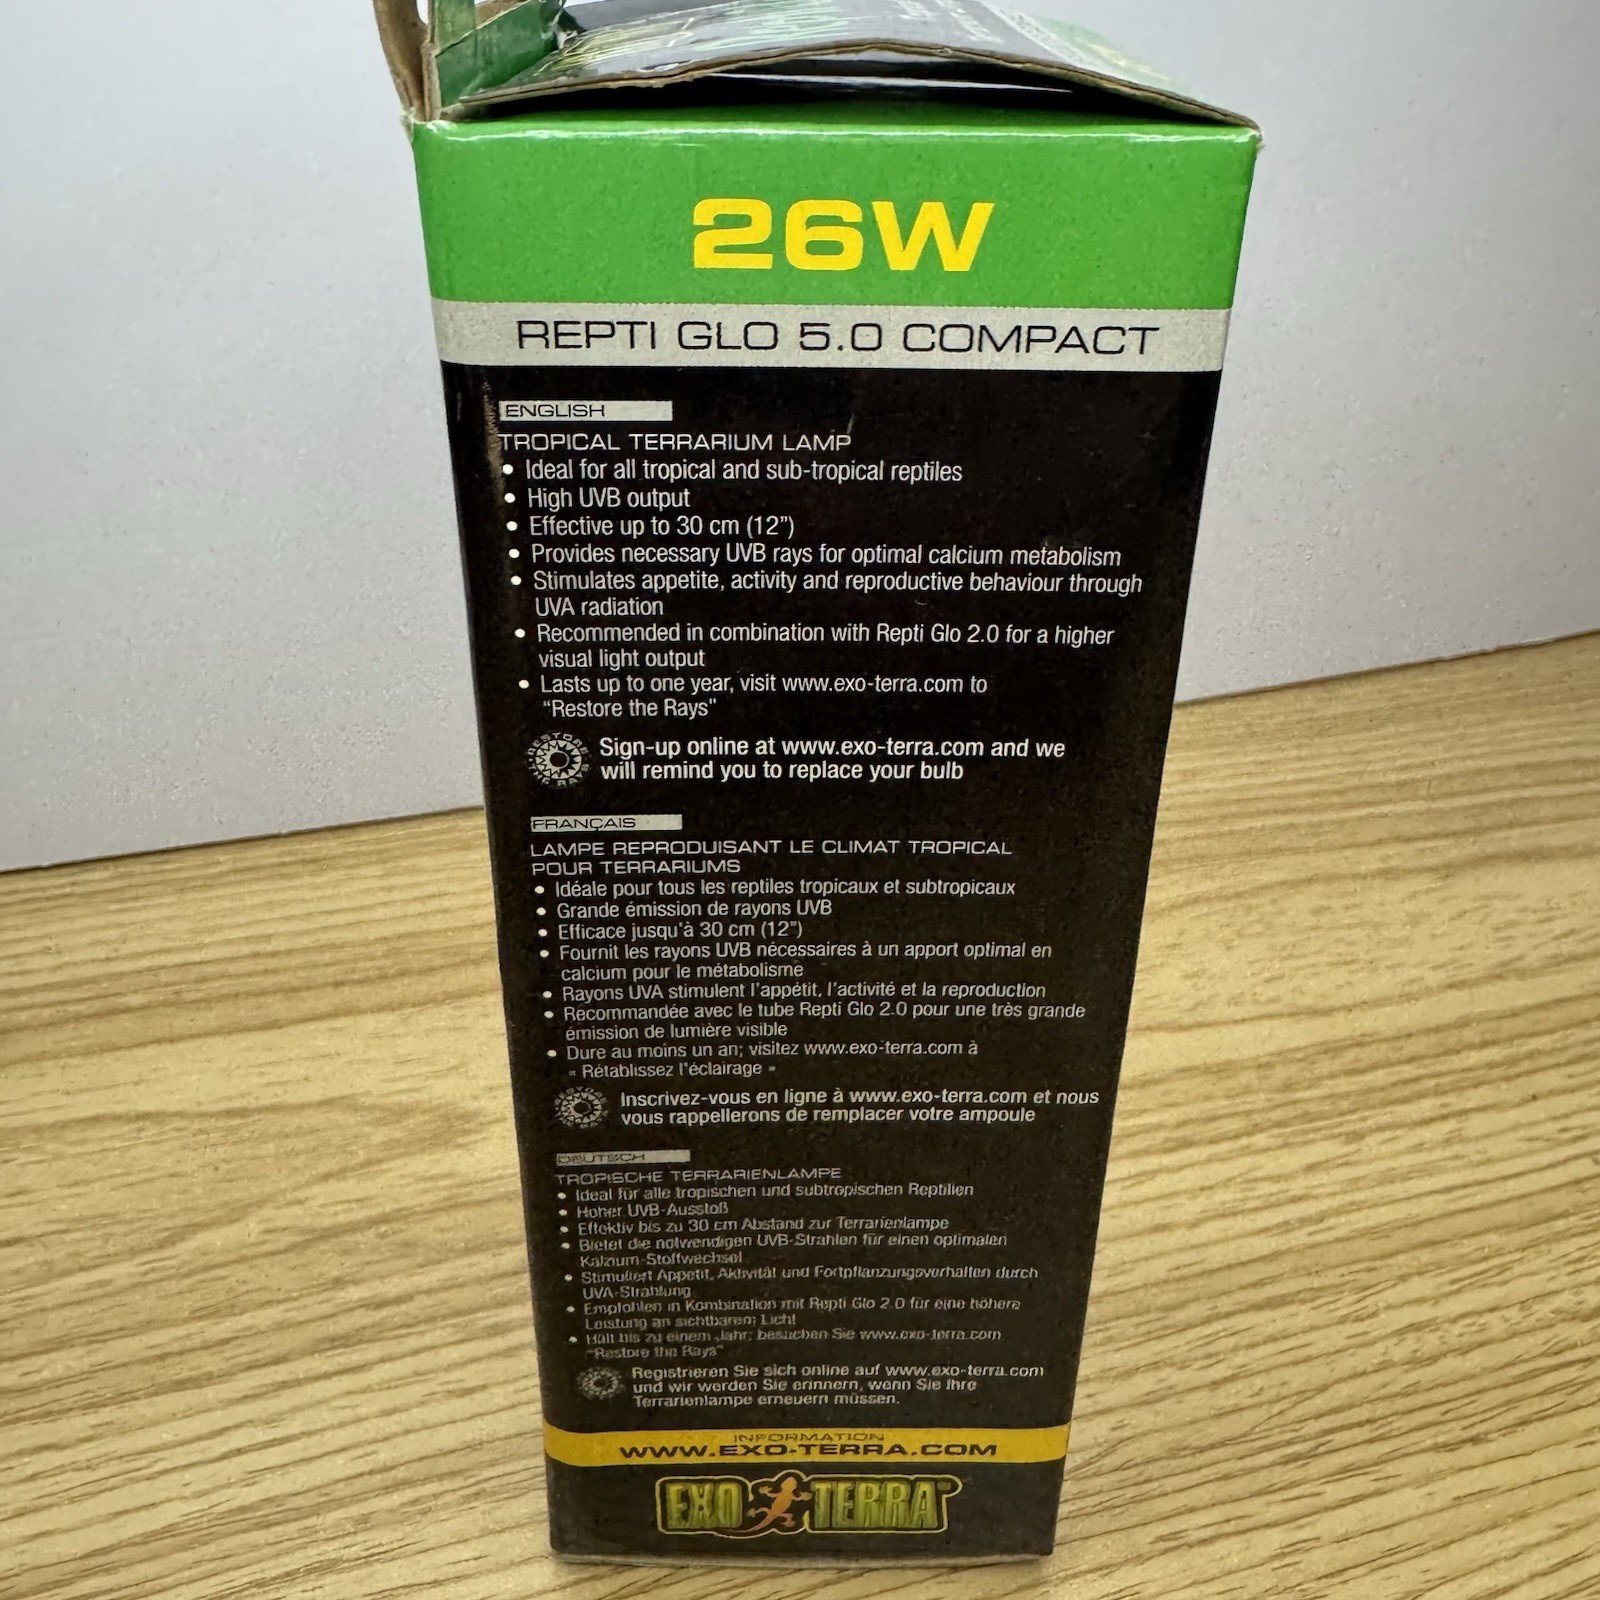 26W
REPTI GLO 5.0 COMPACT
ENGLISH
TROPICAL TERRARIUM LAMP
• Ideal for all tropical and sub-tropical reptiles
• High UVB output
• Effective up to 30 cm (12”)
• Provides necessary UVB rays for optimal calcium metabolism
• Stimulates appetite, activity and reproductive behaviour through
UVA radiation
• Recommended in combination with Repti Glo 2.0 for a higher
visual light output
• Lasts up to one year, visit www.exo-terra.com to
“Restore the Rays”
Sign-up online at www.exo-terra.com and we
will remind you to replace your bulb
FRANÇAIS
LAMPE REPRODUISANT LE CLIMAT TROPICAL
POUR TERRARIUMS
• Idéale pour tous les reptiles tropicaux et subtropicaux
• Grande émission de rayons UVB
• Efficace jusqu'à 30 cm (12”)
• Fournit les rayons UVB nécessaires à un apport optimal en
calcium pour le métabolisme
• Rayons UVA stimulent l'appétit, l'activité et la reproduction
• Recommandée avec le tube Repti Glo 2.0 pour une très grande
émission de lumière visible
• Dure au moins un an; visitez www.exo-terra.com à
« Rétablissez l'éclairage »
Inscrivez-vous en ligne à www.exo-terra.com et nous
vous rappellerons de remplacer votre ampoule
DEUTSCH
TROPISCHE TERRARIENLAMPE
• Ideal für alle tropischen und subtropischen Reptilien
• Hoher UVB-Ausstoß
• Effektiv bis zu 30 cm Abstand zur Terrarienlampe
• Bietet die notwendigen UVB-Strahlen für einen optimalen
Kalzium-Stoffwechsel
• Stimuliert Appetit, Aktivität und Fortpflanzungsverhalten durch
UVA-Strahlung
• Empfohlen in Kombination mit Repti Glo 2.0 für eine höhere
Leistung an sichtbarem Licht
• Hält bis zu einem Jahr; besuchen Sie www.exo-terra.com
“Restore the Rays”
Registrieren Sie sich online auf www.exo-terra.com
und wir werden Sie erinnern, wann Sie Ihre
Terrarienlampe erneuern müssen.
INFORMATION
WWW.EXO-TERRA.COM
EXO TERRA